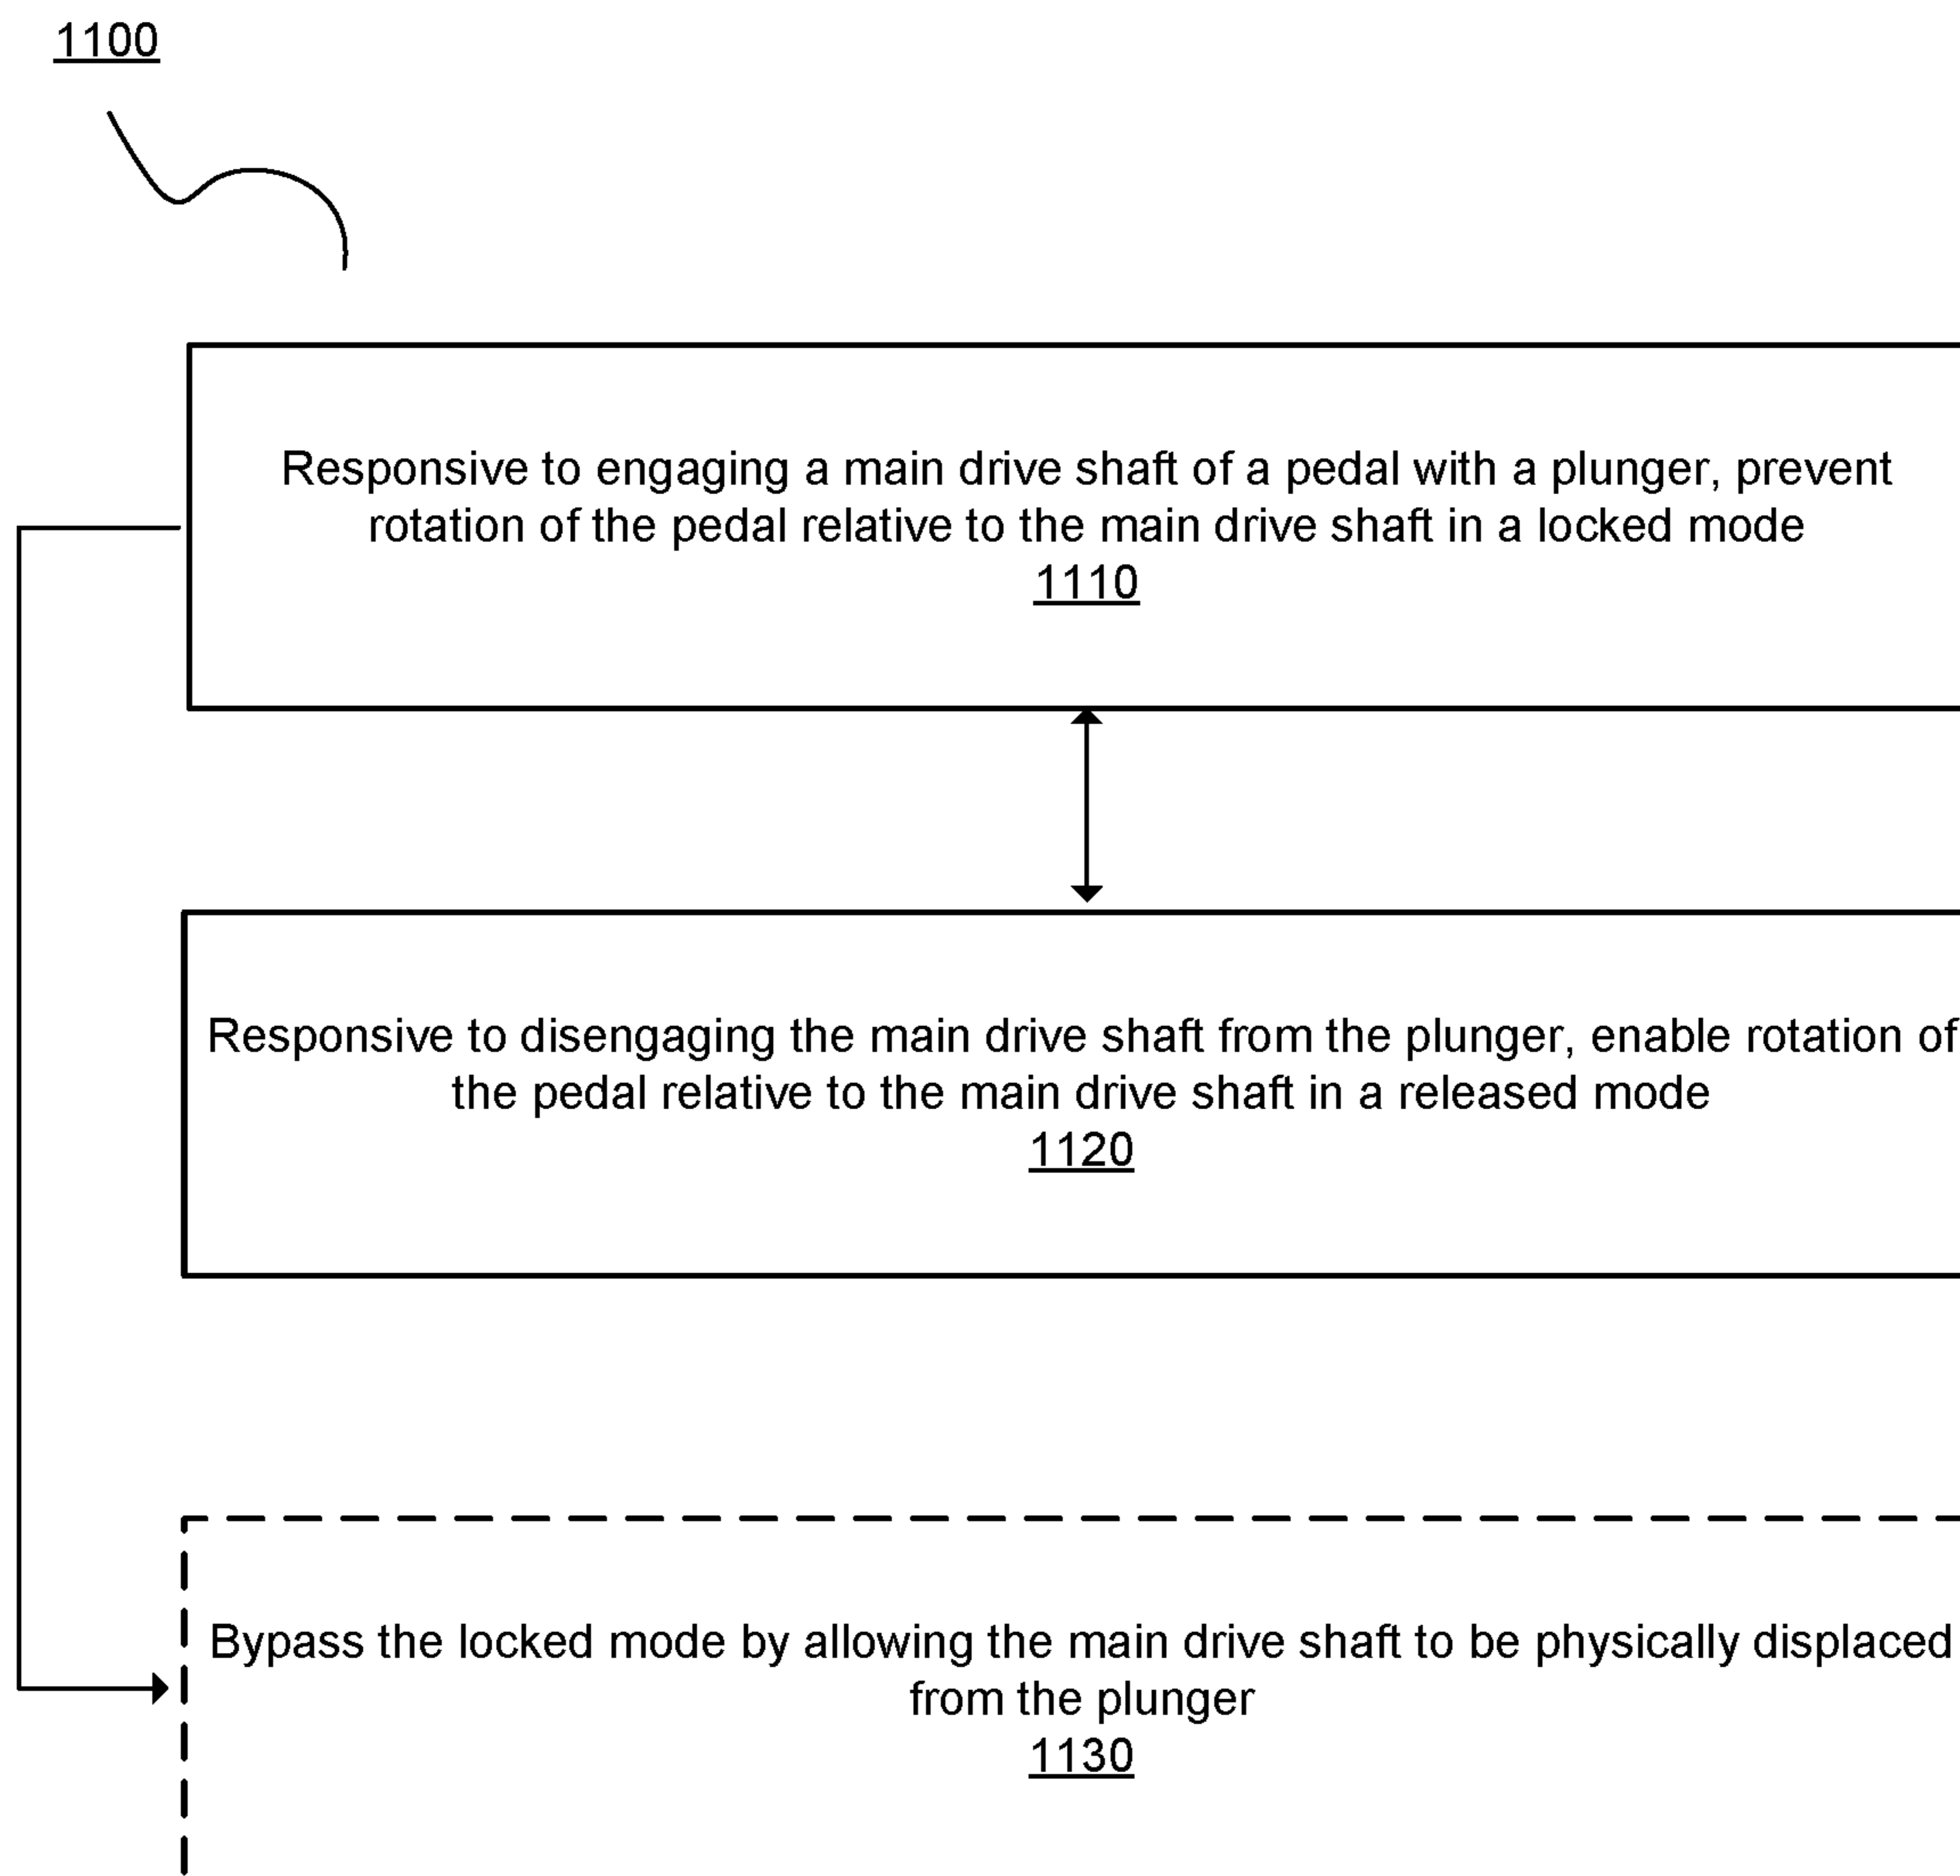 1100
Responsive to engaging a main drive shaft of a pedal with a plunger, prevent
rotation of the pedal relative to the main drive shaft in a locked mode
1110
Responsive to disengaging the main drive shaft from the plunger, enable rotation of
the pedal relative to the main drive shaft in a released mode
1120
Bypass the locked mode by allowing the main drive shaft to be physically displaced
from the plunger
1130